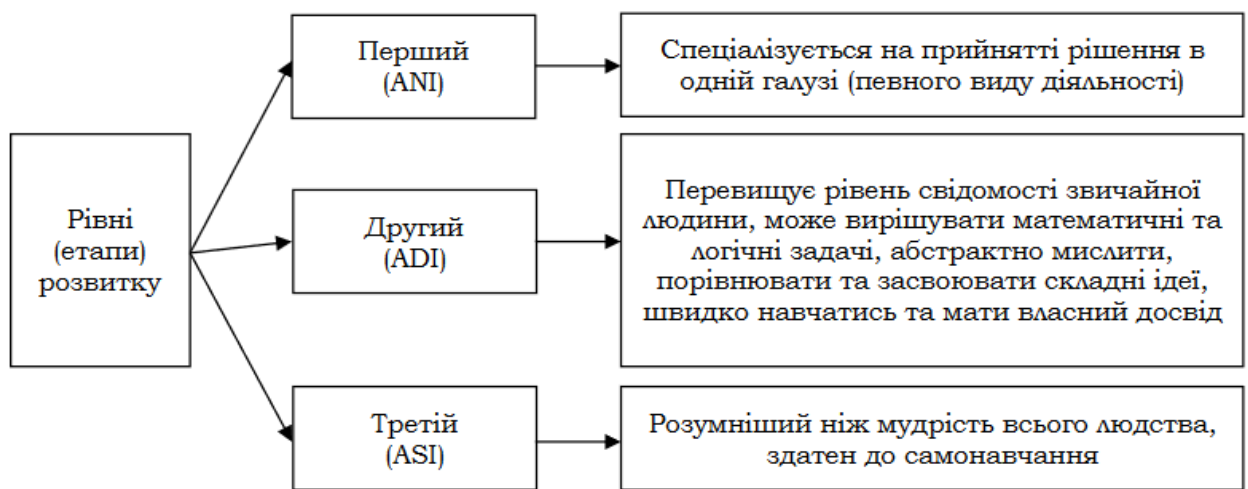 Рівні
(етапи)
розвитку
Перший
(ANI)
Спеціалізується на прийнятті рішення в
одній галузі (певного виду діяльності)
Другий
(ADI)
Перевищує рівень свідомості звичайної
людини, може вирішувати математичні та
логічні задачі, абстрактно мислити,
порівнювати та засвоювати складні ідеї,
швидко навчатись та мати власний досвід
Третій
(ASI)
Розумніший ніж мудрість всього людства,
здатен до самонавчання